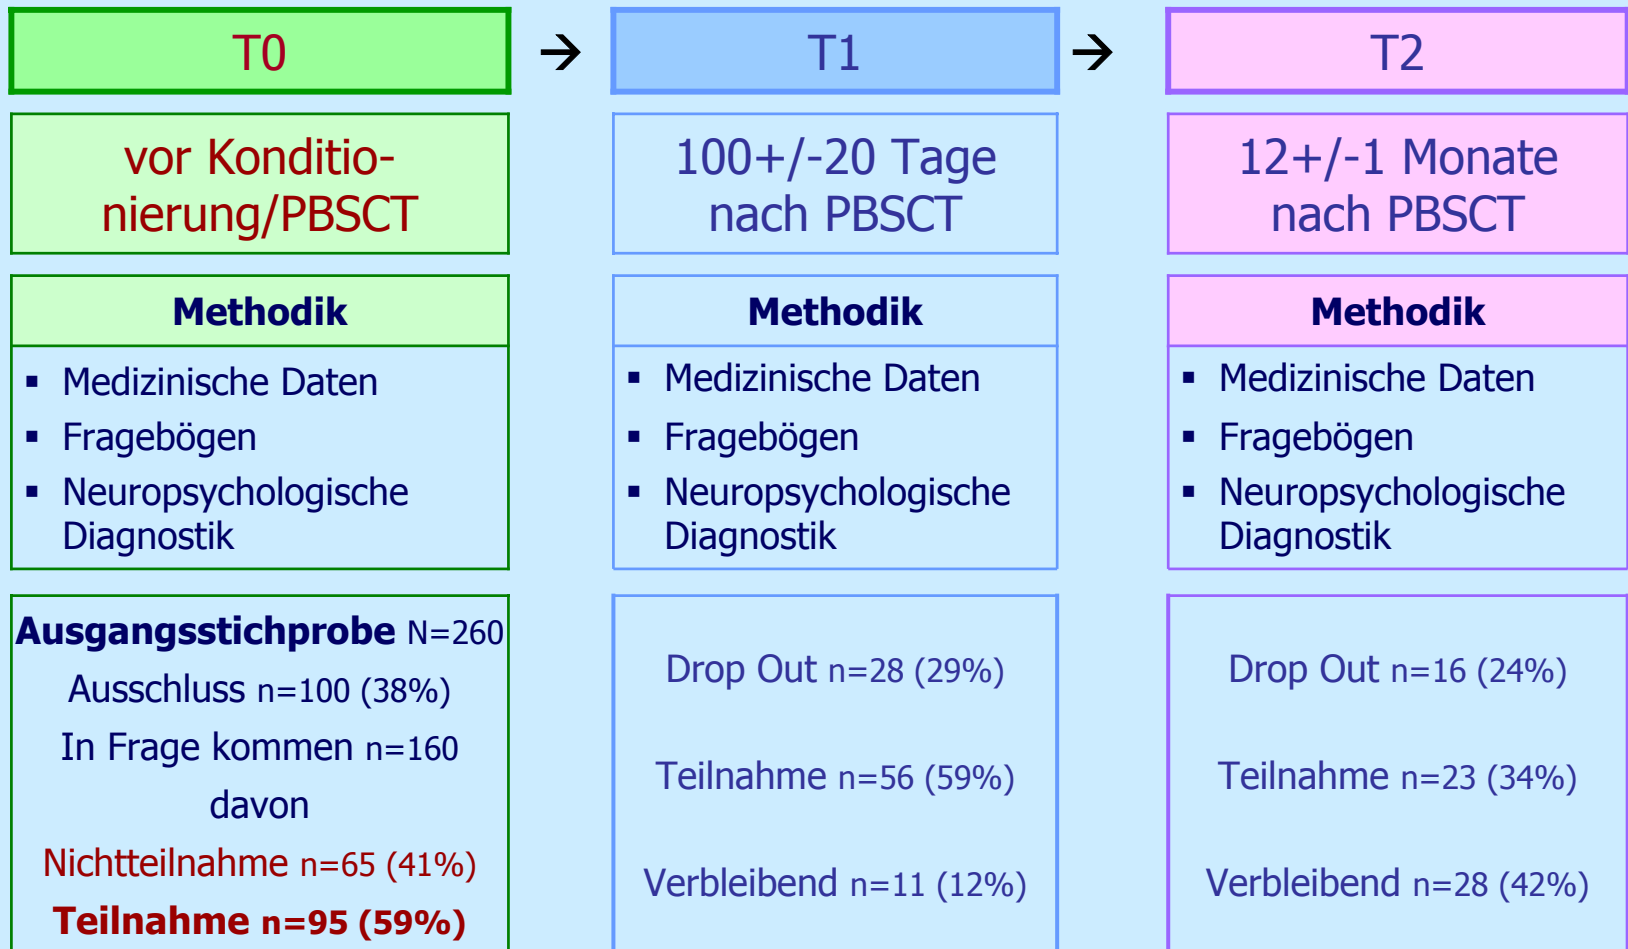 T0 → T1 → T2
vor Konditio-
nierung/PBSCT
100+/-20 Tage
nach PBSCT
12+/-1 Monate
nach PBSCT
Methodik
▪ Medizinische Daten
▪ Fragebögen
▪ Neuropsychologische
Diagnostik
Methodik
▪ Medizinische Daten
▪ Fragebögen
▪ Neuropsychologische
Diagnostik
Methodik
▪ Medizinische Daten
▪ Fragebögen
▪ Neuropsychologische
Diagnostik
Ausgangsstichprobe N=260
Ausschluss n=100 (38%)
In Frage kommen n=160
davon
Nichtteilnahme n=65 (41%)
Teilnahme n=95 (59%)
Drop Out n=28 (29%)
Teilnahme n=56 (59%)
Verbleibend n=11 (12%)
Drop Out n=16 (24%)
Teilnahme n=23 (34%)
Verbleibend n=28 (42%)